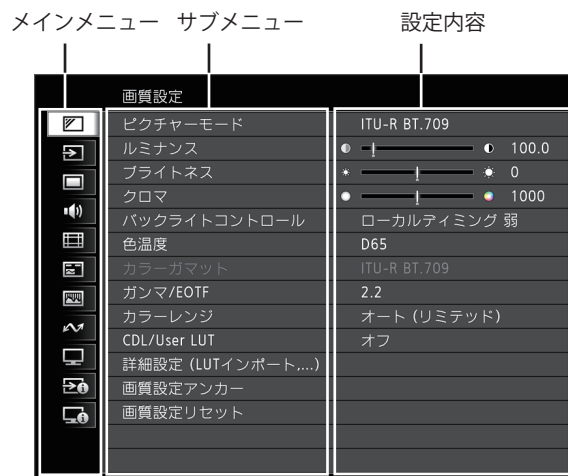 メインメニュー サブメニュー 設定内容
画質設定
ピクチャーモード ITU-R BT.709
ルミナンス 100.0
ブライトネス 0
クロマ 1000
バックライトコントロール ローカルディミング 弱
色温度 D65
カラーガマット ITU-R BT.709
ガンマ/EOTF 2.2
カラーレンジ オート (リミテッド)
CDL/User LUT オフ
詳細設定 (LUTインポート,...)
画質設定アンカー
画質設定リセット